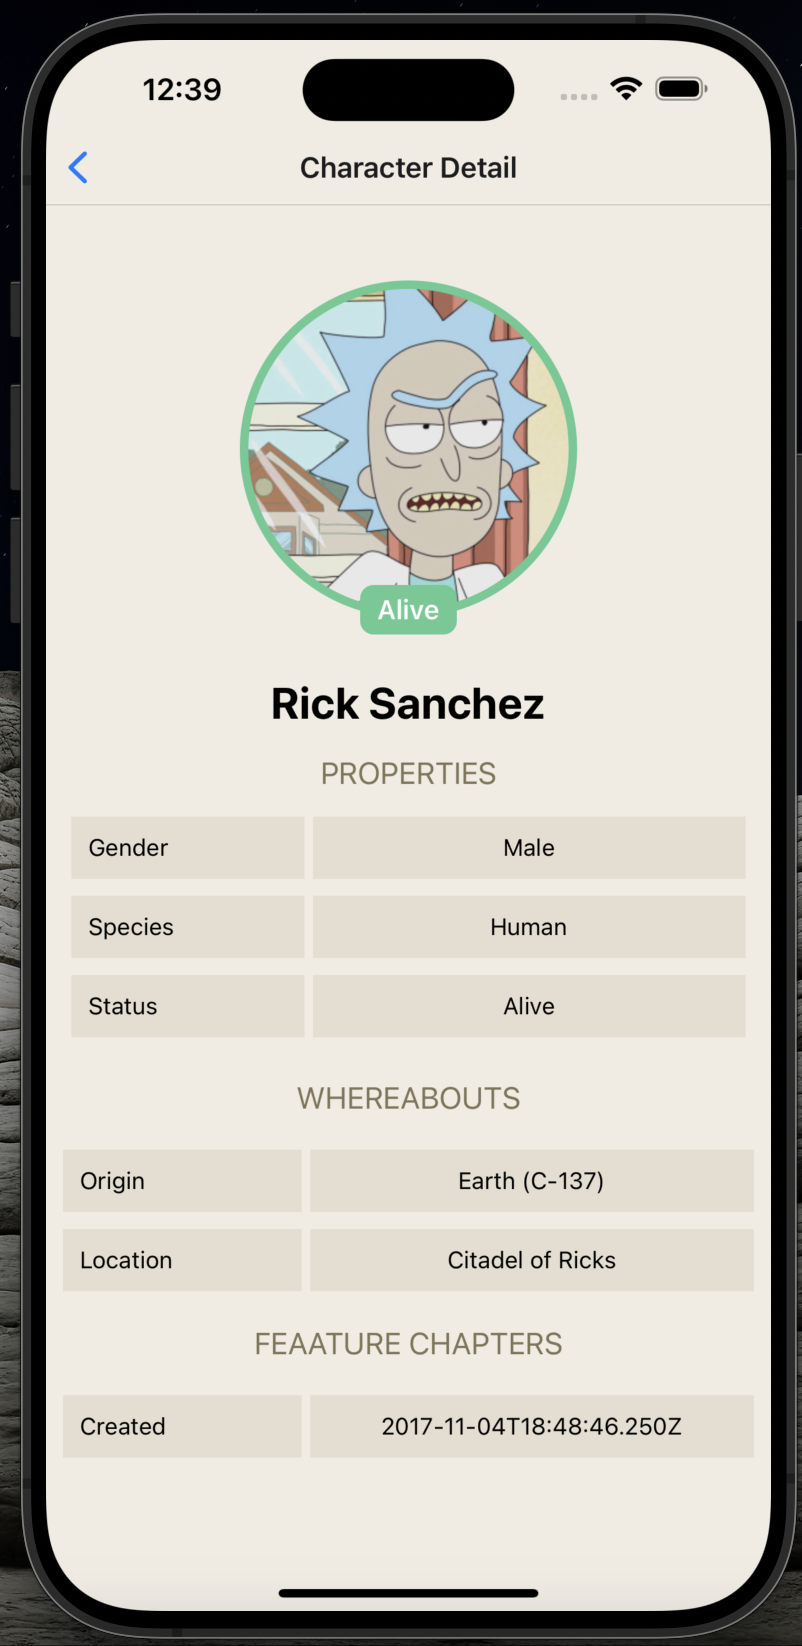 12:39
Character Detail
Alive
Rick Sanchez
PROPERTIES
Gender Male
Species Human
Status Alive
WHEREABOUTS
Origin Earth (C-137)
Location Citadel of Ricks
FEAATURE CHAPTERS
Created 2017-11-04T18:48:46.250Z